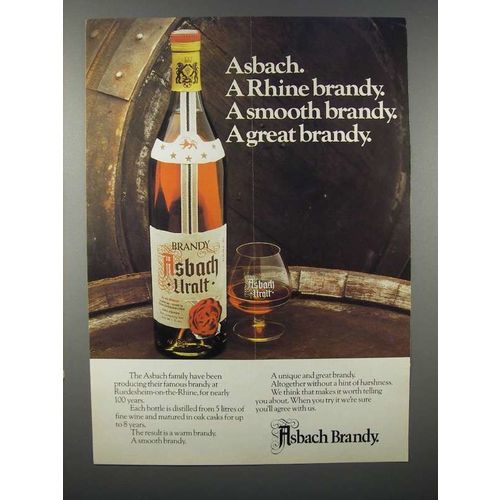 Asbach.
A Rhine brandy.
A smooth brandy.
A great brandy.
BRANDY
Asbach
Uralt
Asbach
Uralt
The Asbach family have been
producing their famous brandy at
Ruedesheim-on-the-Rhine, for nearly
100 years.
Each bottle is distilled from 5 litres of
fine wine and matured in oak casks for up
to 8 years.
The result is a warm brandy.
A smooth brandy.
A unique and great brandy.
Altogether without a hint of harshness.
We think that makes it worth telling
you about. When you try it we're sure
you'll agree with us.
Asbach Brandy.